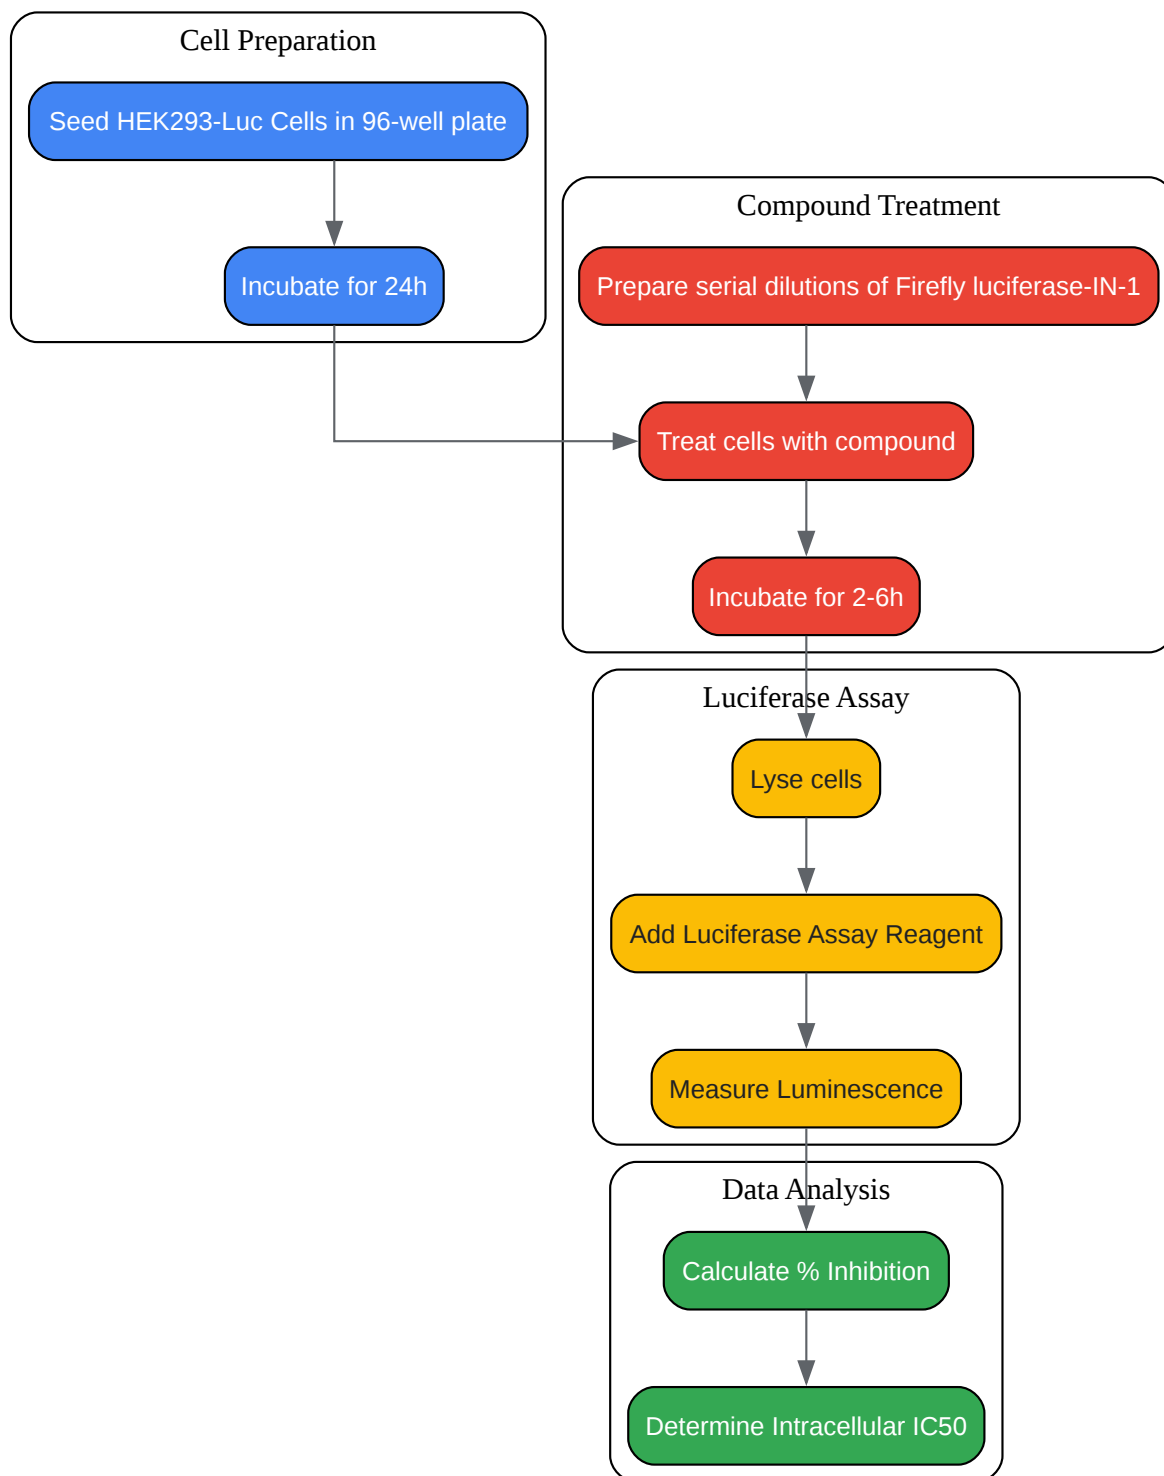 Cell Preparation
Seed HEK293-Luc Cells in 96-well plate
Incubate for 24h
Compound Treatment
Prepare serial dilutions of Firefly luciferase-IN-1
Treat cells with compound
Incubate for 2-6h
Luciferase Assay
Lyse cells
Add Luciferase Assay Reagent
Measure Luminescence
Data Analysis
Calculate % Inhibition
Determine Intracellular IC50